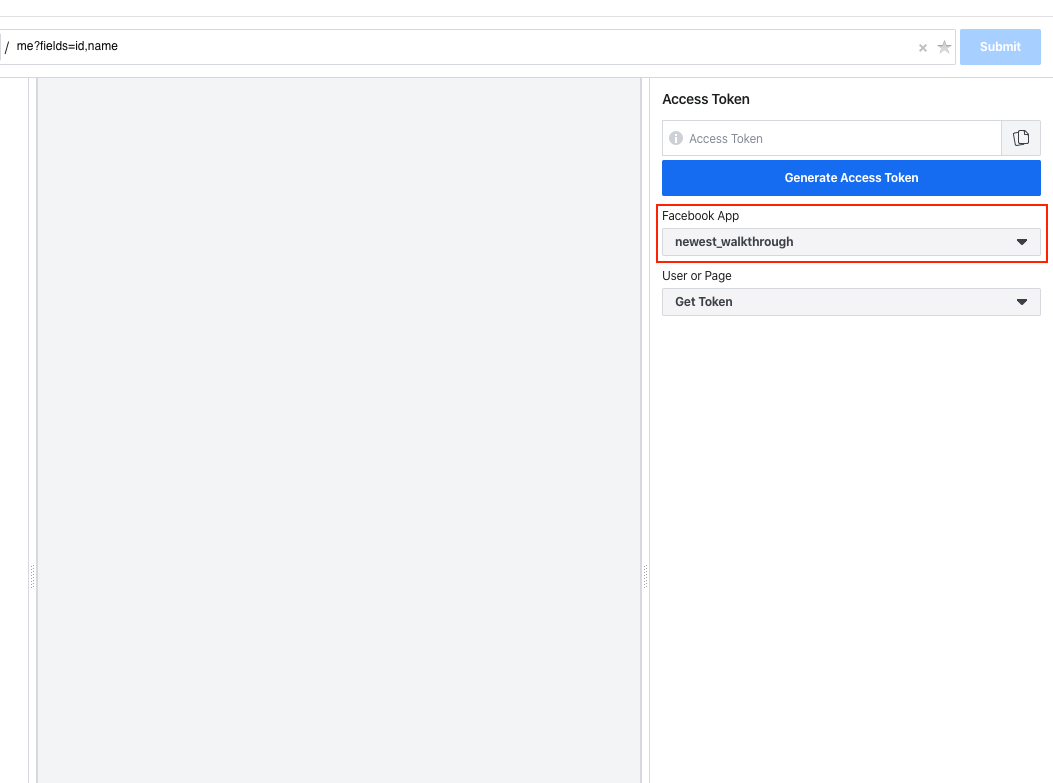 / me?fields=id,name
Submit
Access Token
Access Token
Generate Access Token
Facebook App
newest_walkthrough
User or Page
Get Token